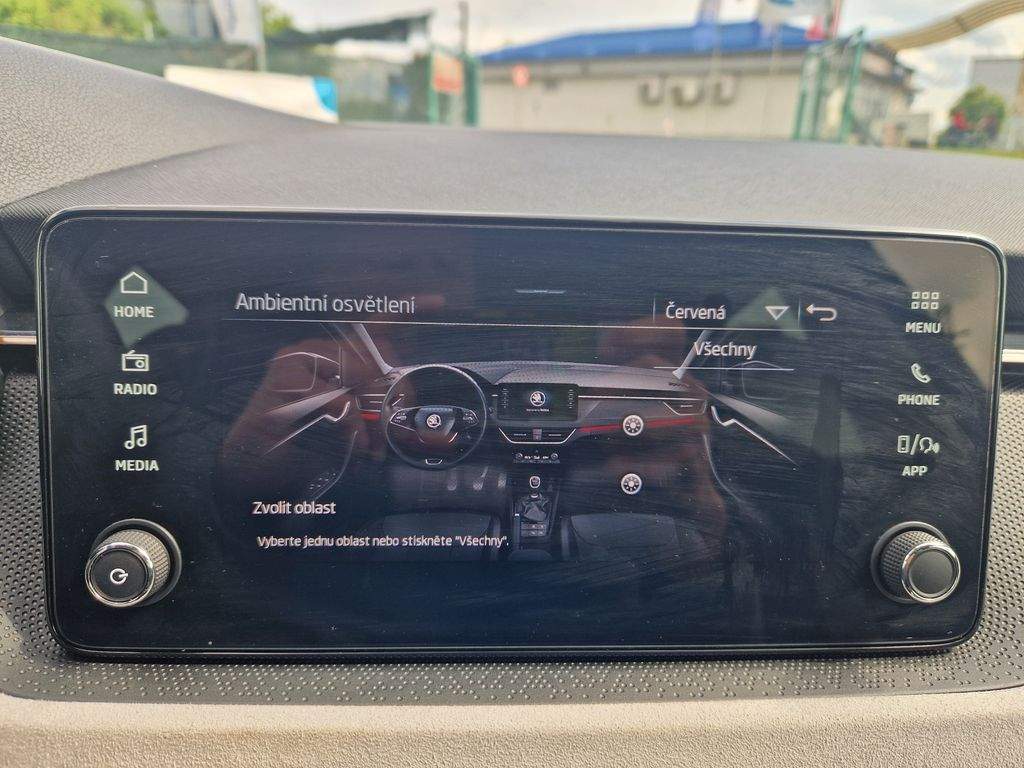 HOME
RADIO
MEDIA
Ambientní osvětlení
Červená
Všechny
Zvolit oblast
Vyberte jednu oblast nebo stiskněte "Všechny".
MENU
PHONE
APP